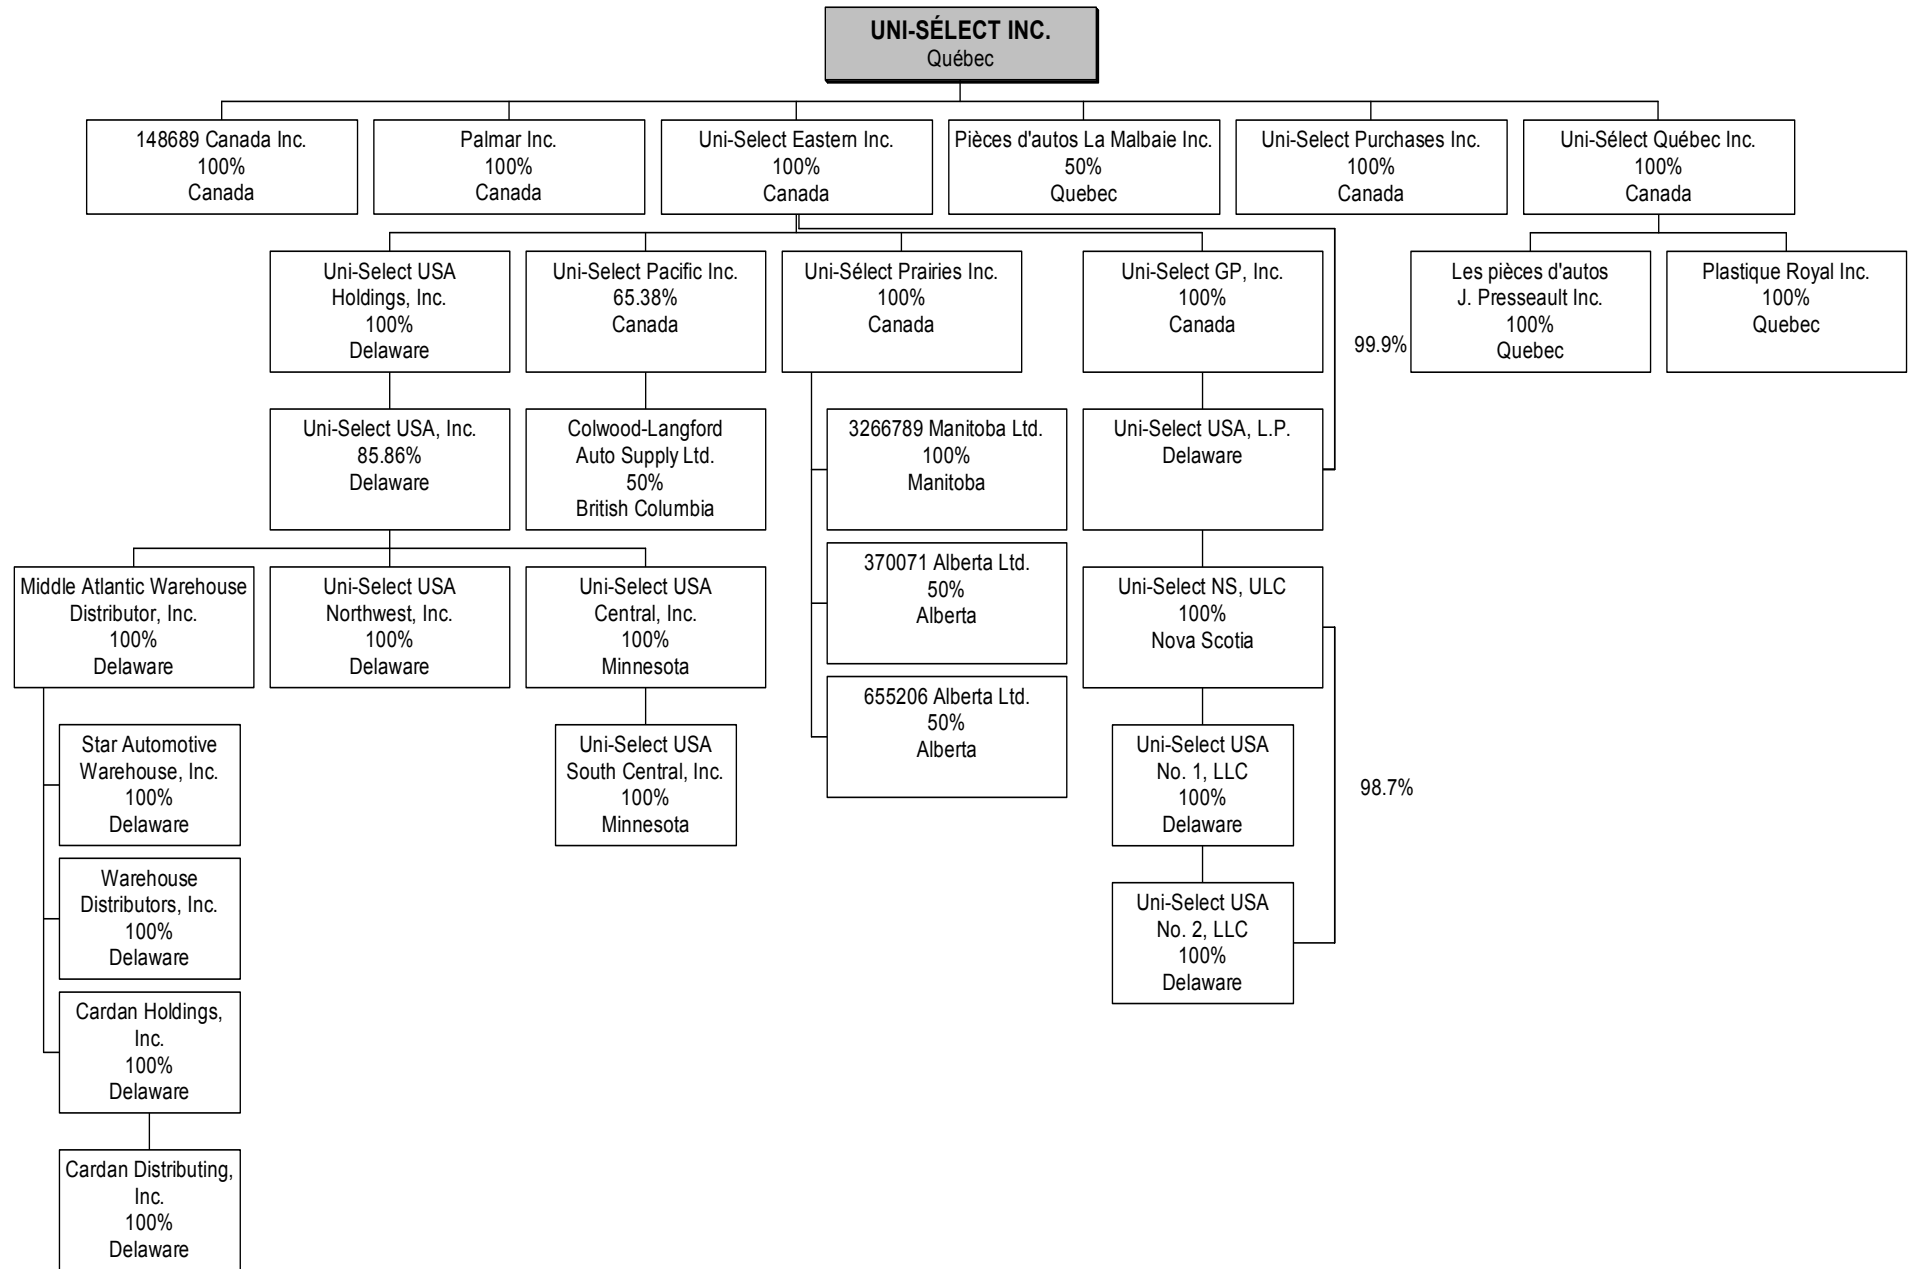 UNI-SÉLECT INC.
Québec
148689 Canada Inc.
100%
Canada
Palmar Inc.
100%
Canada
Uni-Select Eastern Inc.
100%
Canada
Pièces d'autos La Malbaie Inc.
50%
Quebec
Uni-Select Purchases Inc.
100%
Canada
Uni-Sélect Québec Inc.
100%
Canada
Uni-Select USA
Holdings, Inc.
100%
Delaware
Uni-Select Pacific Inc.
65.38%
Canada
Uni-Sélect Prairies Inc.
100%
Canada
Uni-Select GP, Inc.
100%
Canada
99.9%
Les pièces d'autos
J. Presseault Inc.
100%
Quebec
Plastique Royal Inc.
100%
Quebec
Uni-Select USA, Inc.
85.86%
Delaware
Colwood-Langford
Auto Supply Ltd.
50%
British Columbia
3266789 Manitoba Ltd.
100%
Manitoba
Uni-Select USA, L.P.
Delaware
370071 Alberta Ltd.
50%
Alberta
655206 Alberta Ltd.
50%
Alberta
Middle Atlantic Warehouse
Distributor, Inc.
100%
Delaware
Uni-Select USA
Northwest, Inc.
100%
Delaware
Uni-Select USA
Central, Inc.
100%
Minnesota
Uni-Select NS, ULC
100%
Nova Scotia
Star Automotive
Warehouse, Inc.
100%
Delaware
Uni-Select USA
South Central, Inc.
100%
Minnesota
Uni-Select USA
No. 1, LLC
100%
Delaware
98.7%
Warehouse
Distributors, Inc.
100%
Delaware
Uni-Select USA
No. 2, LLC
100%
Delaware
Cardan Holdings,
Inc.
100%
Delaware
Cardan Distributing,
Inc.
100%
Delaware